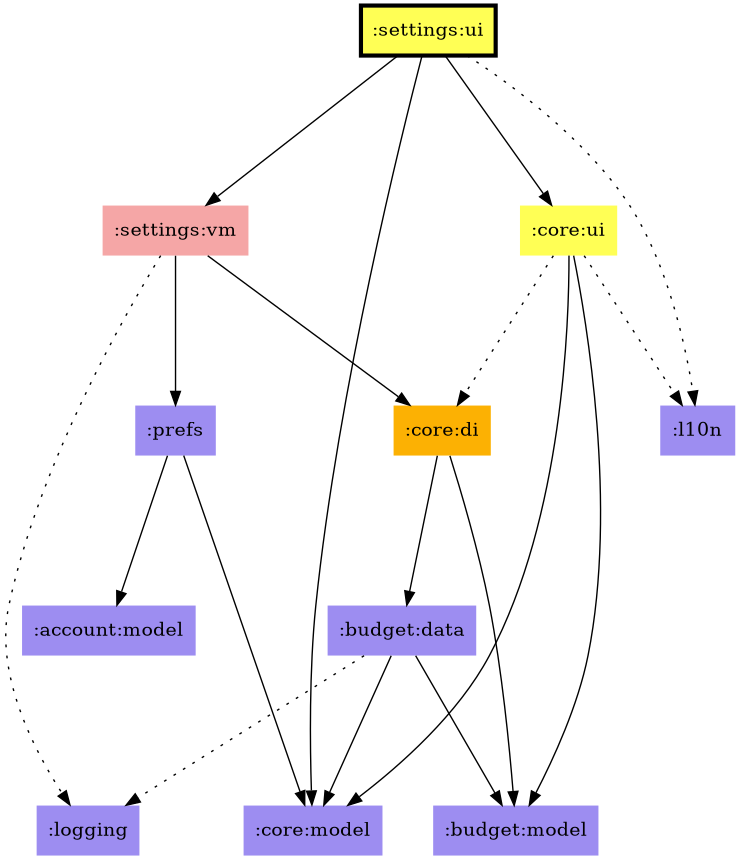 :settings:ui
:settings:vm
:core:ui
:prefs
:core:di
:l10n
:account:model
:budget:data
:logging
:core:model
:budget:model